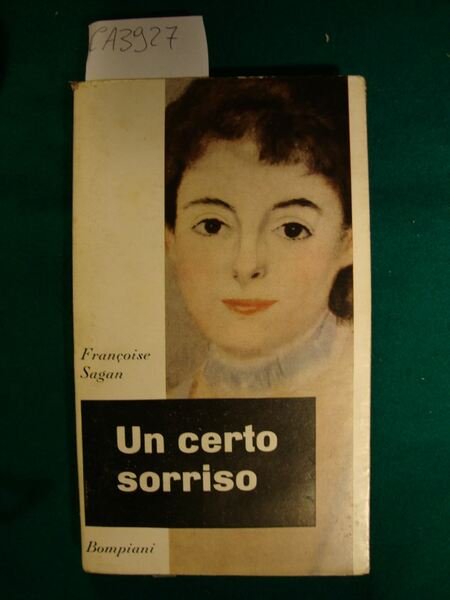 CA3927
Françoise
Sagan
Un certo
sorriso
Bompiani